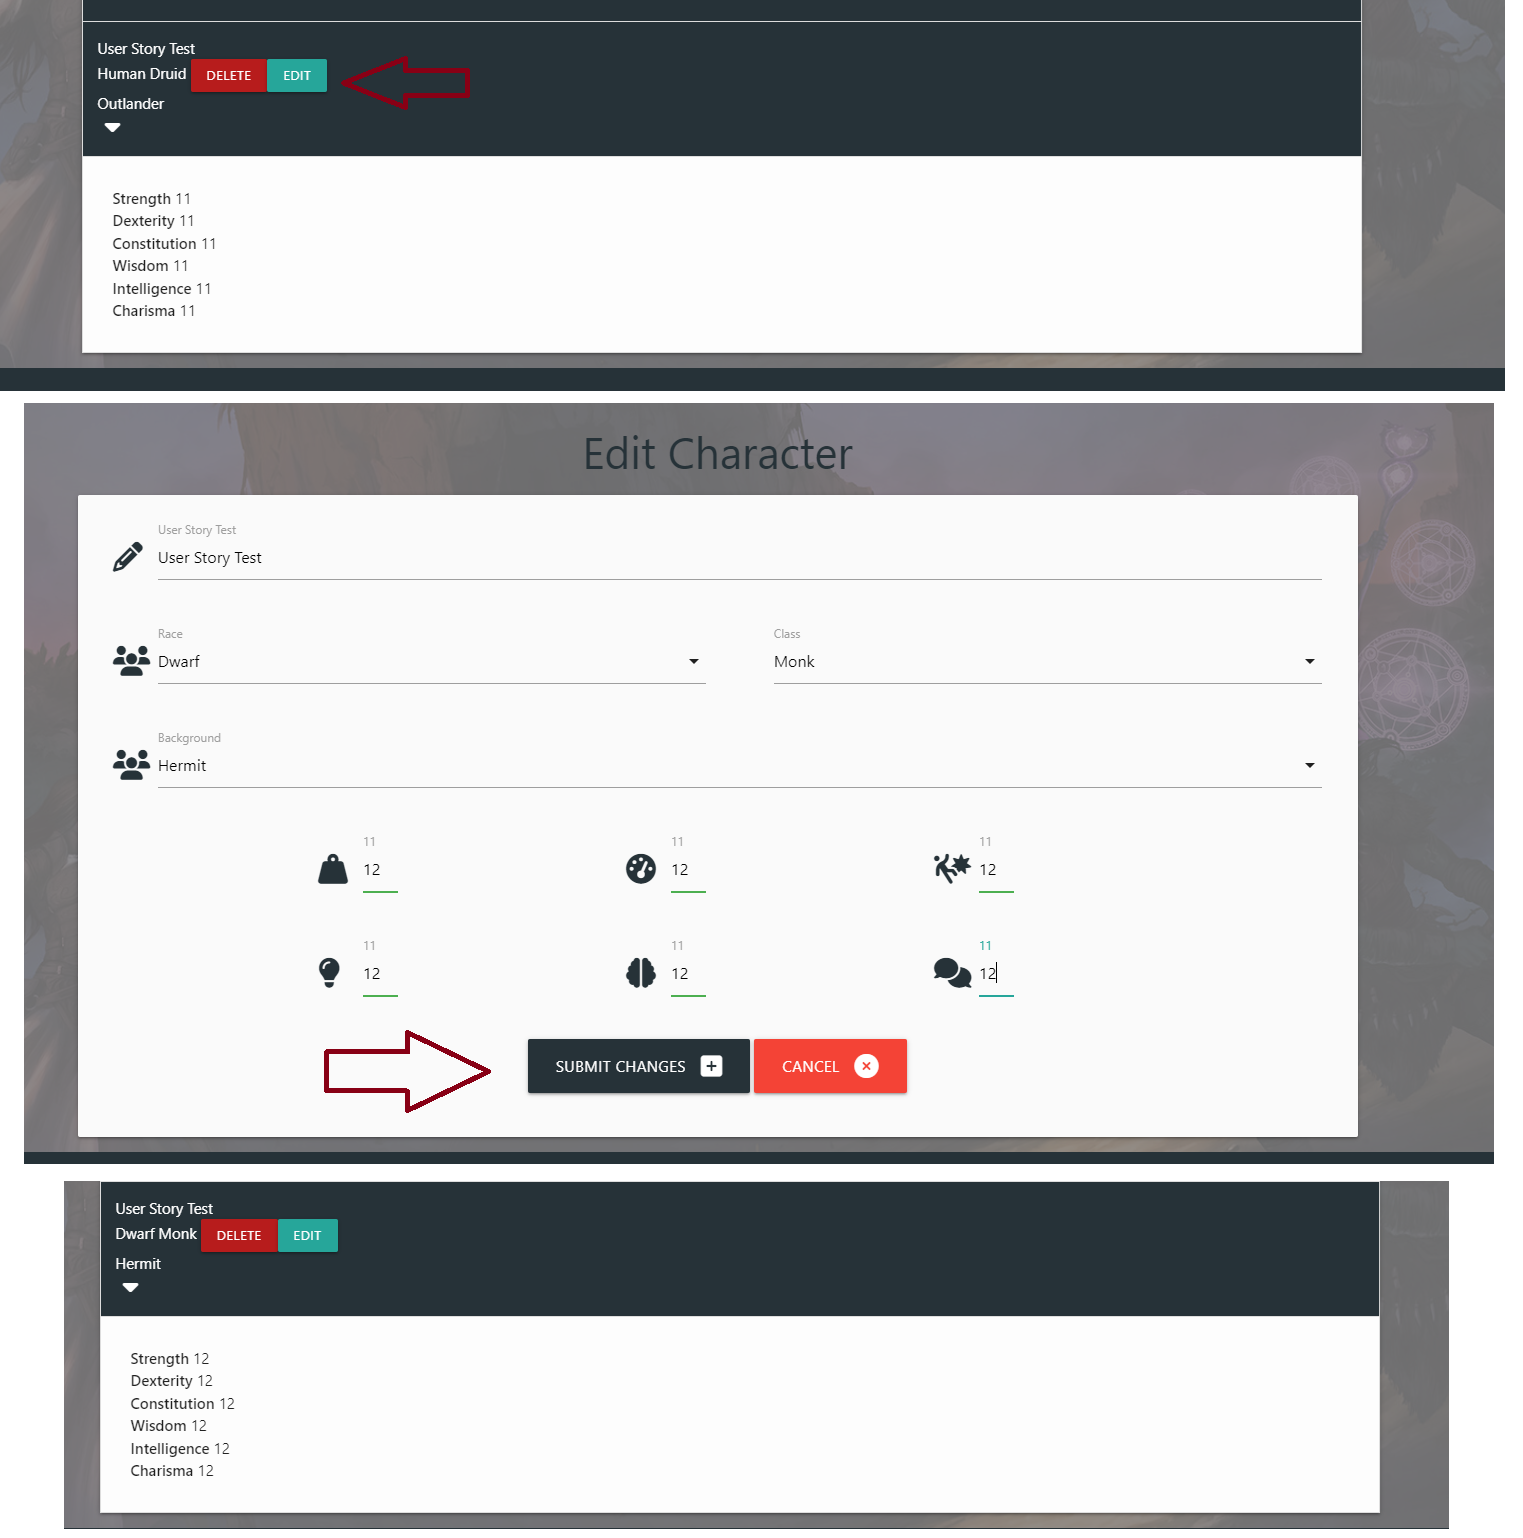 User Story Test
Human Druid DELETE EDIT
Outlander
Strength 11
Dexterity 11
Constitution 11
Wisdom 11
Intelligence 11
Charisma 11
Edit Character
User Story Test
User Story Test
Race Class
Dwarf Monk
Background
Hermit
11 11 11
12 12 12
11 11 11
12 12 12
SUBMIT CHANGES CANCEL
User Story Test
Dwarf Monk DELETE EDIT
Hermit
Strength 12
Dexterity 12
Constitution 12
Wisdom 12
Intelligence 12
Charisma 12